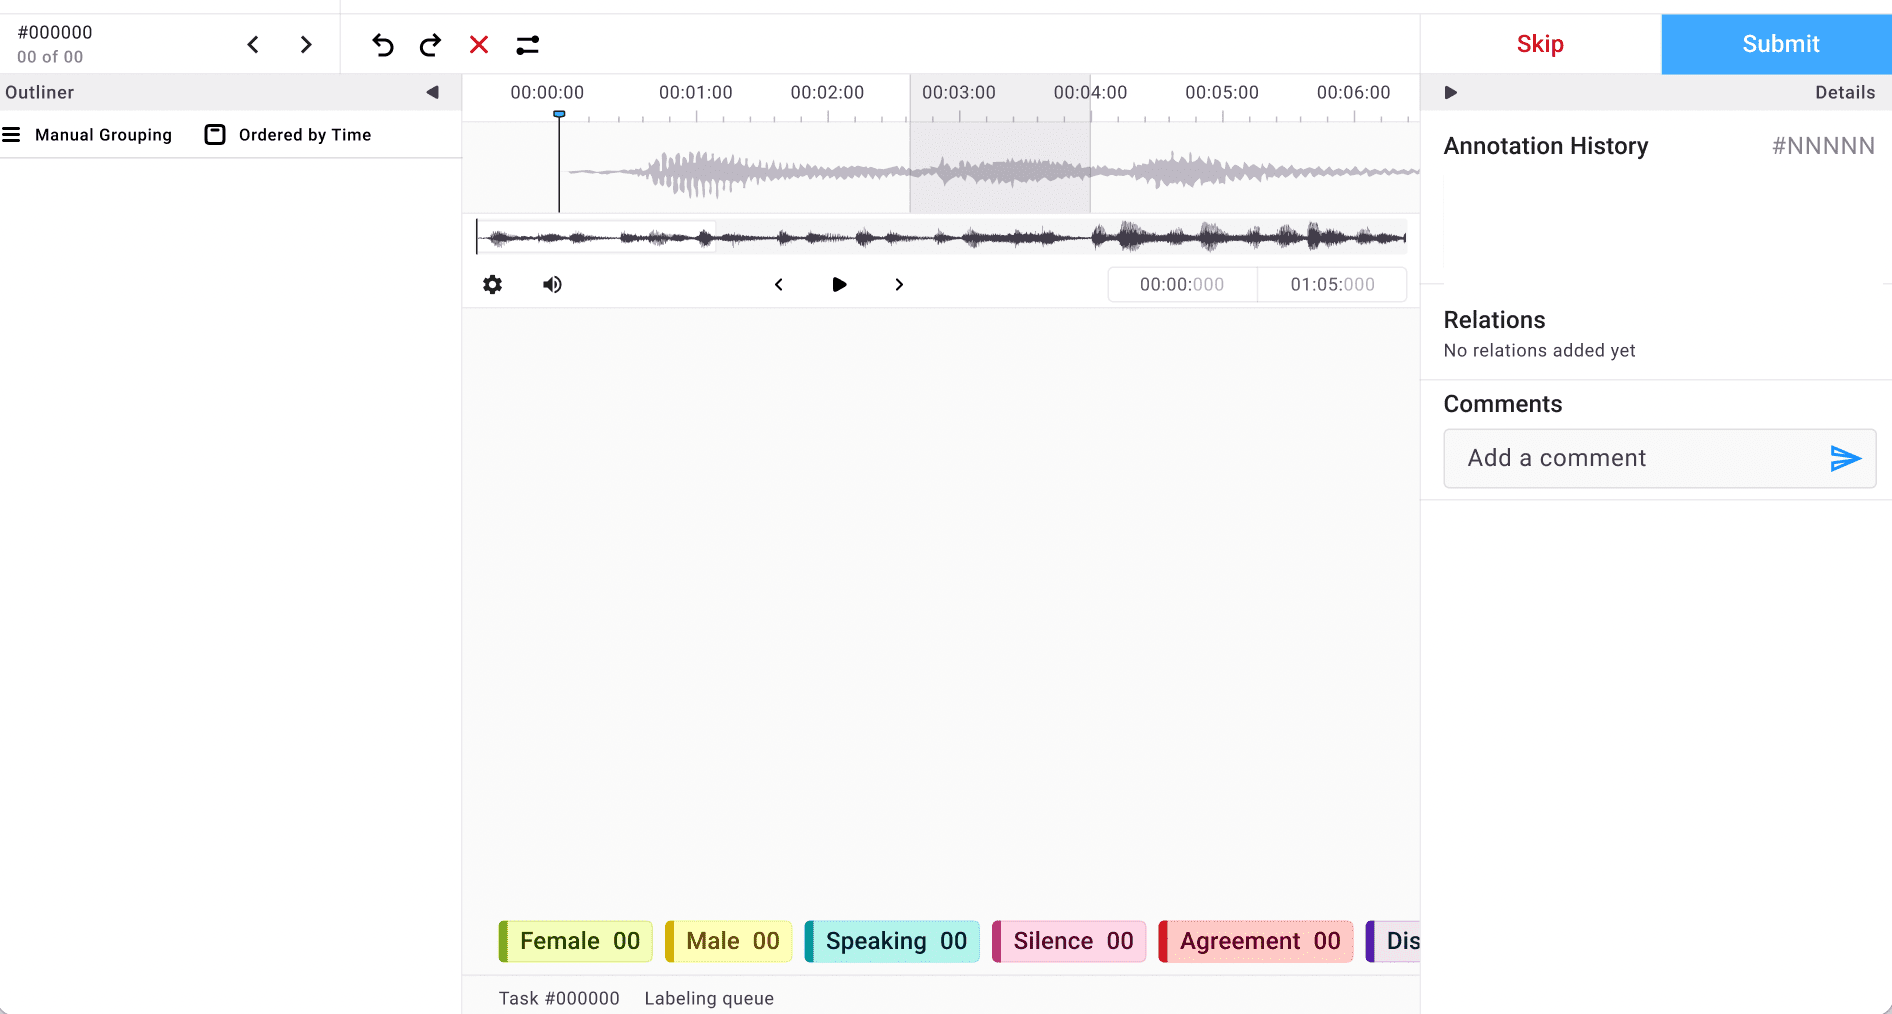 #000000
00 of 00
Skip
Submit
Outliner
00:00:00 00:01:00 00:02:00 00:03:00 00:04:00 00:05:00 00:06:00
Details
Manual Grouping Ordered by Time
Annotation History #NNNNN
00:00:000 01:05:000
Relations
No relations added yet
Comments
Add a comment
Female 00 Male 00 Speaking 00 Silence 00 Agreement 00 Dis
Task #000000 Labeling queue